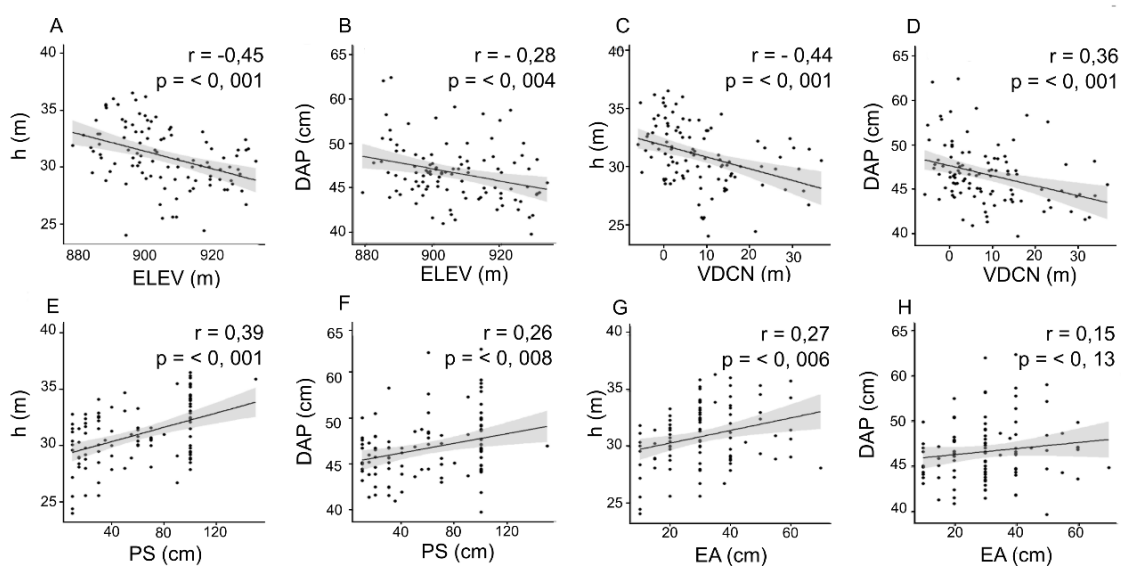 A
r = -0,45
p = < 0, 001
40
35
30
25
h (m)
880 900 920
ELEV (m)
B
r = - 0,28
p = < 0, 004
65
60
50
45
40
DAP (cm)
880 900 920
ELEV (m)
C
r = - 0,44
p = < 0, 001
40
35
30
25
h (m)
0 10 20 30
VDCN (m)
D
r = 0,36
p = < 0, 001
65
60
50
45
40
DAP (cm)
0 10 20 30
VDCN (m)
E
r = 0,39
p = < 0, 001
40
35
30
25
h (m)
40 80 120
PS (cm)
F
r = 0,26
p = < 0, 008
65
60
50
45
40
DAP (cm)
40 80 120
PS (cm)
G
r = 0,27
p = < 0, 006
40
35
30
25
h (m)
20 40 60
EA (cm)
H
r = 0,15
p = < 0, 13
65
60
50
45
40
DAP (cm)
20 40 60
EA (cm)